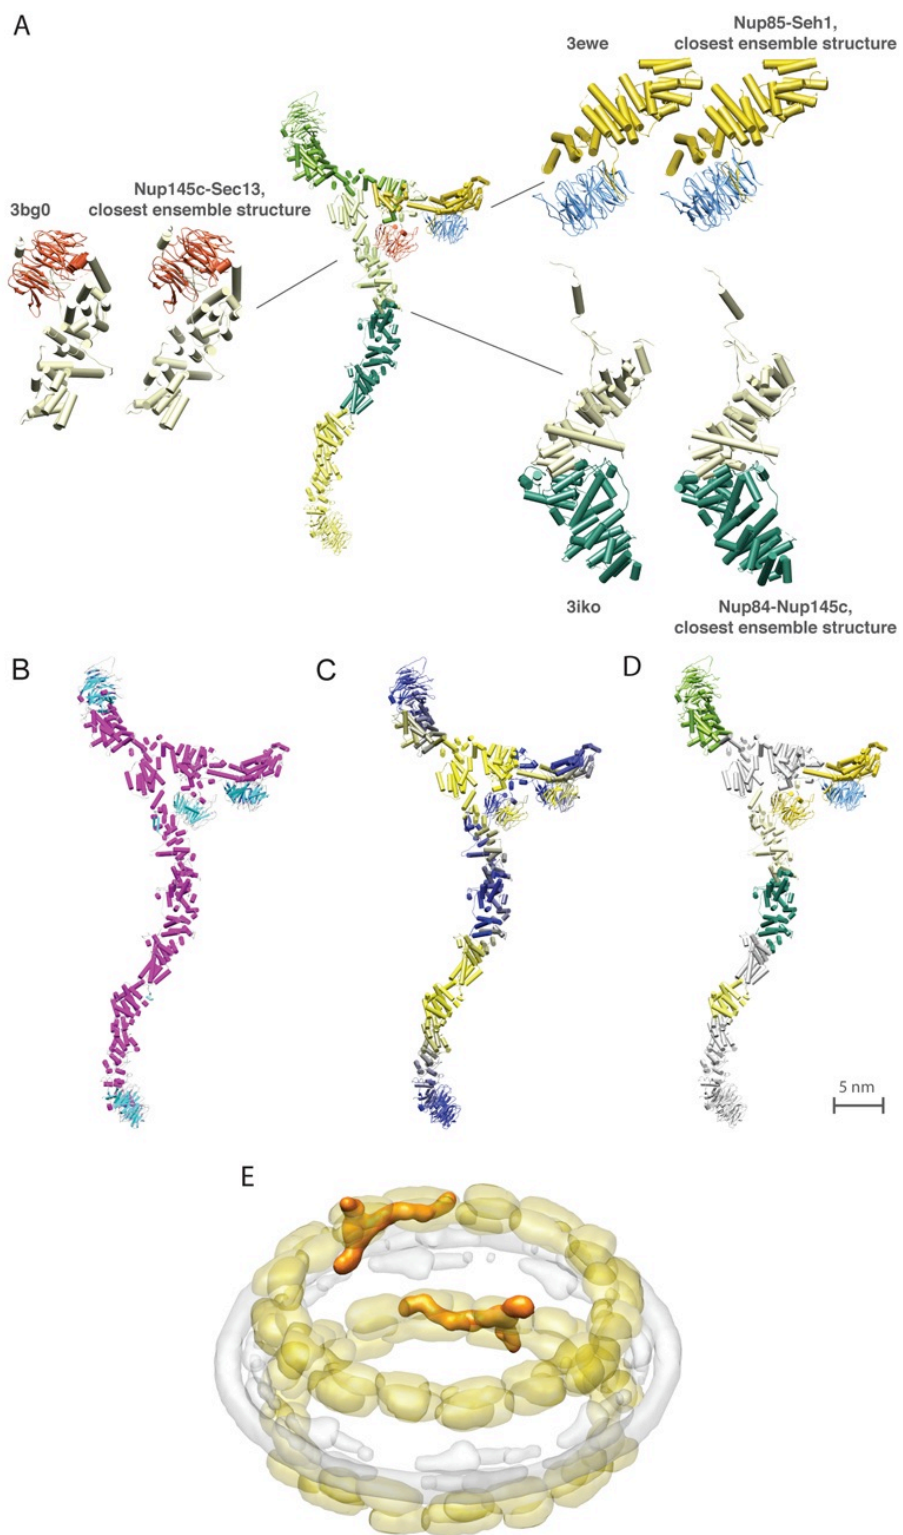 A
3ewe
Nup85-Seh1,
closest ensemble structure
3bg0
Nup145c-Sec13,
closest ensemble structure
3iko
Nup84-Nup145c,
closest ensemble structure
B
C
D
5 nm
E